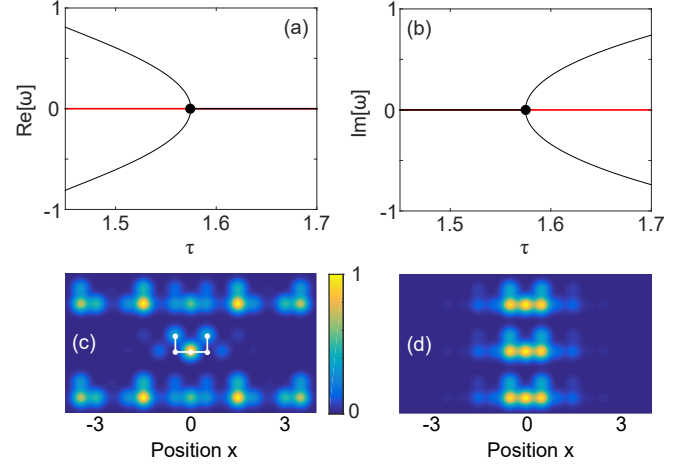 1
(a)
Re[ω]
0
-1
1.5
1.6
1.7
τ
1
(b)
Im[ω]
0
-1
1.5
1.6
1.7
τ
(c)
1
0
(d)
-3
0
3
Position x
-3
0
3
Position x